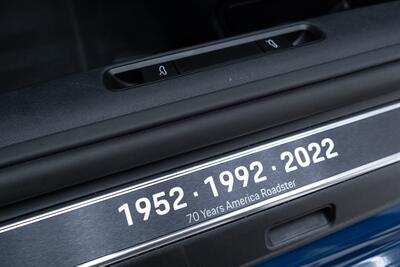 1952 · 1992 · 2022
70 Years America Roadster